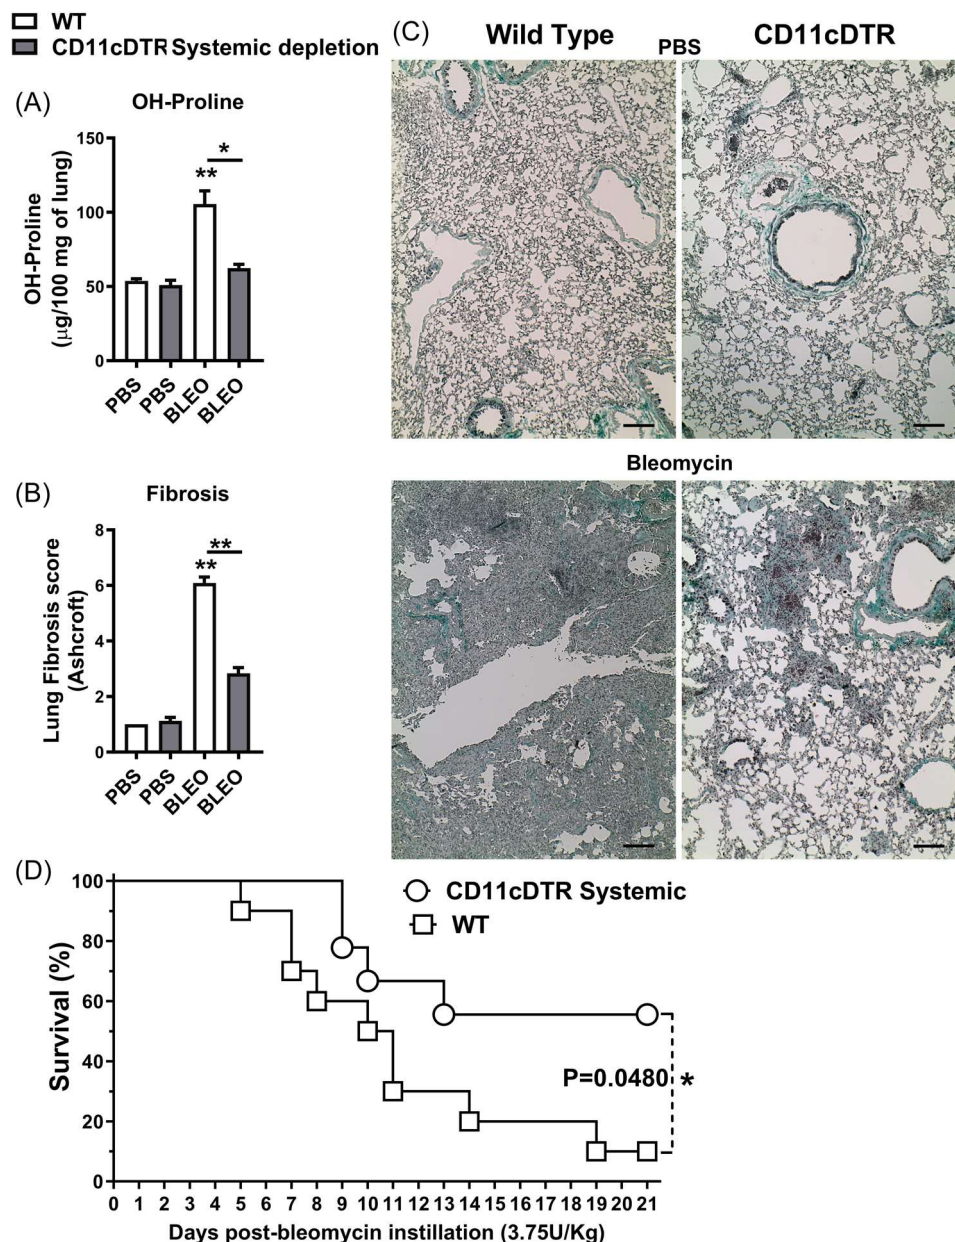 WT
CD11cDTR Systemic depletion
(A)
OH-Proline
OH-Proline
(µg/100 mg of lung)
150
100
50
0
*
**
PBS
PBS
BLEO
BLEO
(B)
Fibrosis
Lung Fibrosis score
(Ashcroft)
8
6
4
2
0
**
**
PBS
PBS
BLEO
BLEO
(C)
Wild Type
PBS
CD11cDTR
Bleomycin
(D)
Survival (%)
100
80
60
40
20
0
CD11cDTR Systemic
WT
P=0.0480 *
0 1 2 3 4 5 6 7 8 9 10 11 12 13 14 15 16 17 18 19 20 21
Days post-bleomycin instillation (3.75U/Kg)